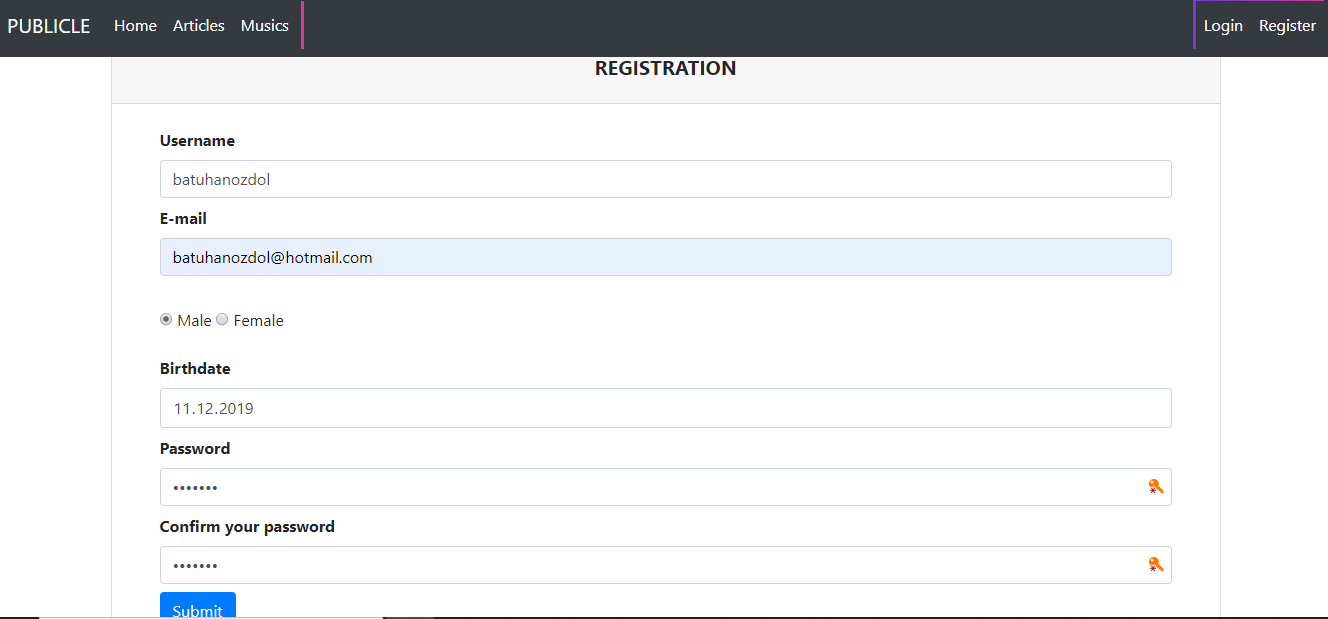 PUBLICLE Home Articles Musics Login Register
REGISTRATION
Username
batuhanozdol
E-mail
batuhanozdol@hotmail.com
Male Female
Birthdate
11.12.2019
Password
•••••••
Confirm your password
•••••••
Submit